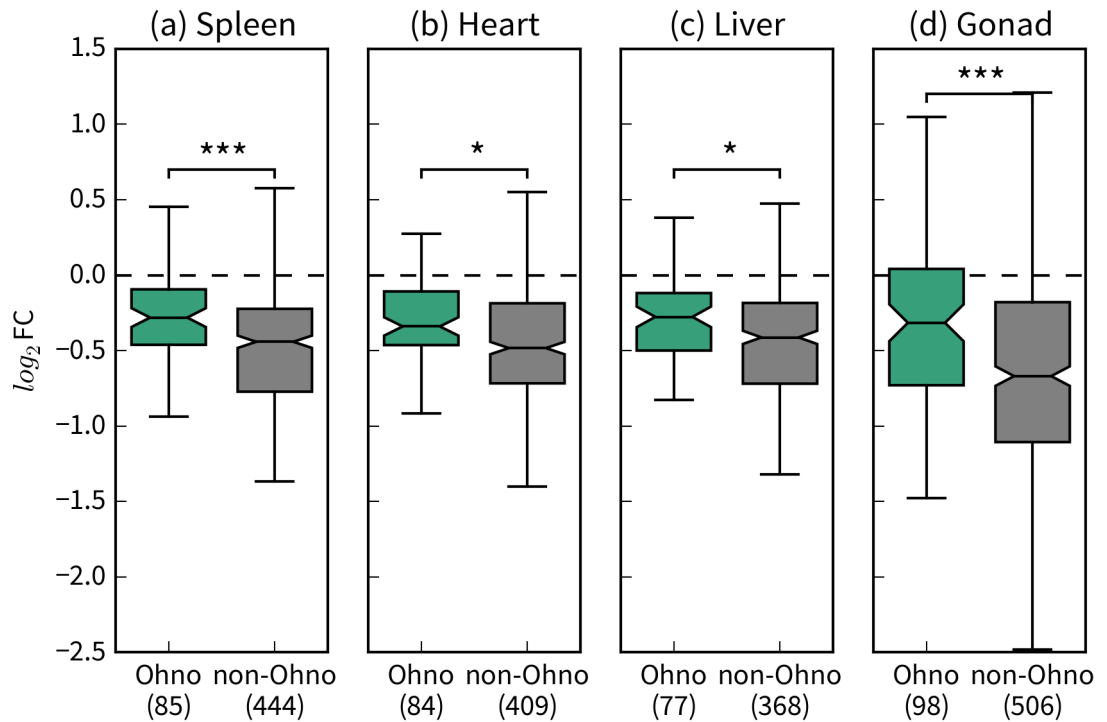 (a) Spleen (b) Heart (c) Liver (d) Gonad
1.5
1.0
0.5
0.0
−0.5
−1.0
−1.5
−2.0
−2.5
log2 FC
*** * * ***
Ohno non-Ohno Ohno non-Ohno Ohno non-Ohno Ohno non-Ohno
(85) (444) (84) (409) (77) (368) (98) (506)